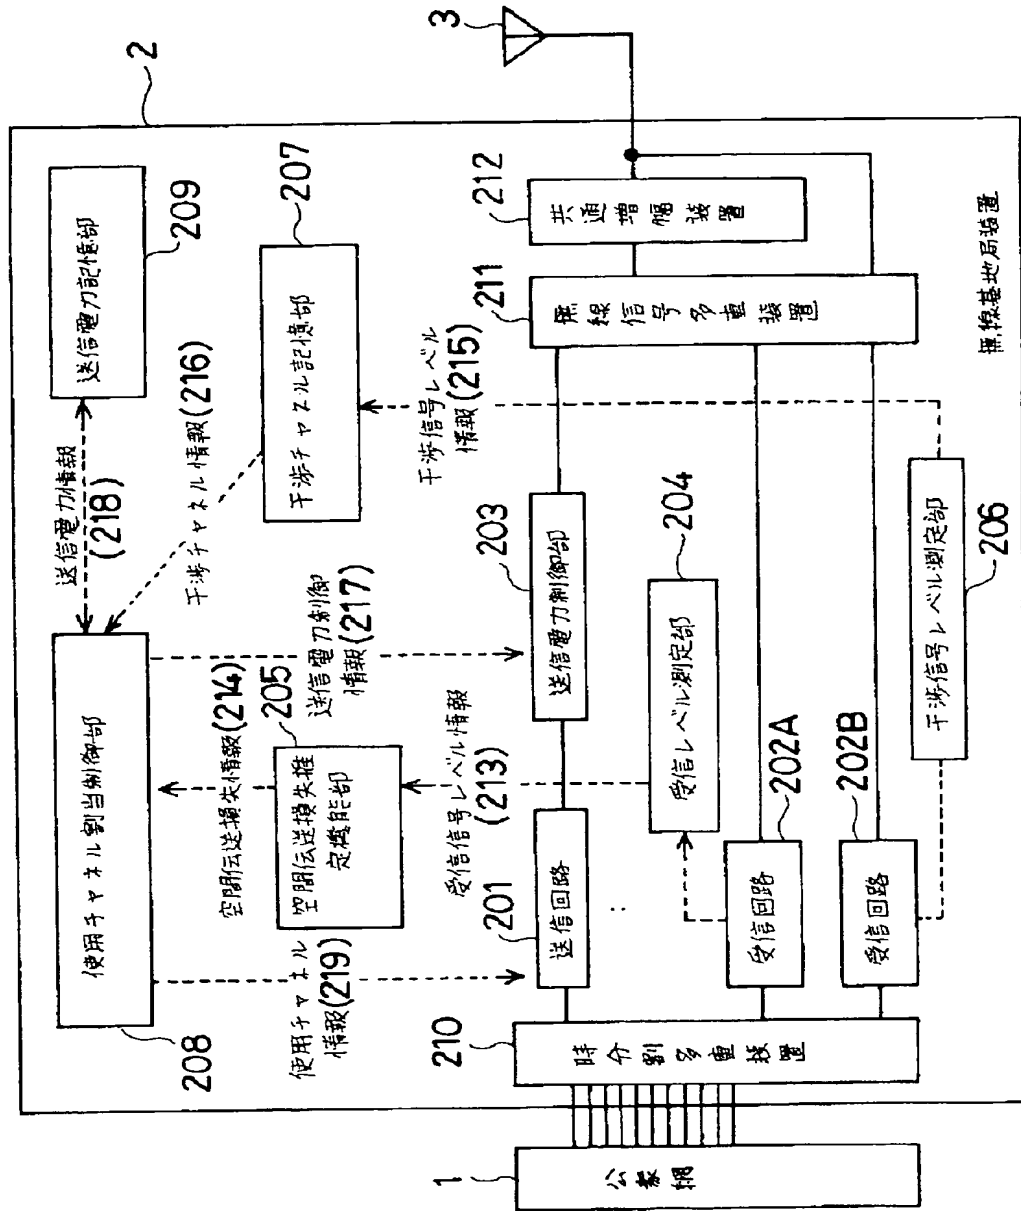 3
2
送信電力記憶部
209
送信電力情報
(218)
干渉チャネル情報(216)
207
干渉チャネル記憶部
使用チャネル割当制御部
208
空間伝送損失情報(214)
205
空間伝送損失推
定機能部
送信電力制御
情報(217)
干渉信号レベル
情報(215)
212
共通増幅装置
211
無線信号多重装置
使用チャネル
情報(219)
受信信号レベル情報
(213)
203
送信電力制御部
204
受信レベル測定部
201
送信回路
202A
受信回路
202B
受信回路
206
干渉信号レベル測定部
210
時分割多重装置
1
公衆網
無線基地局装置